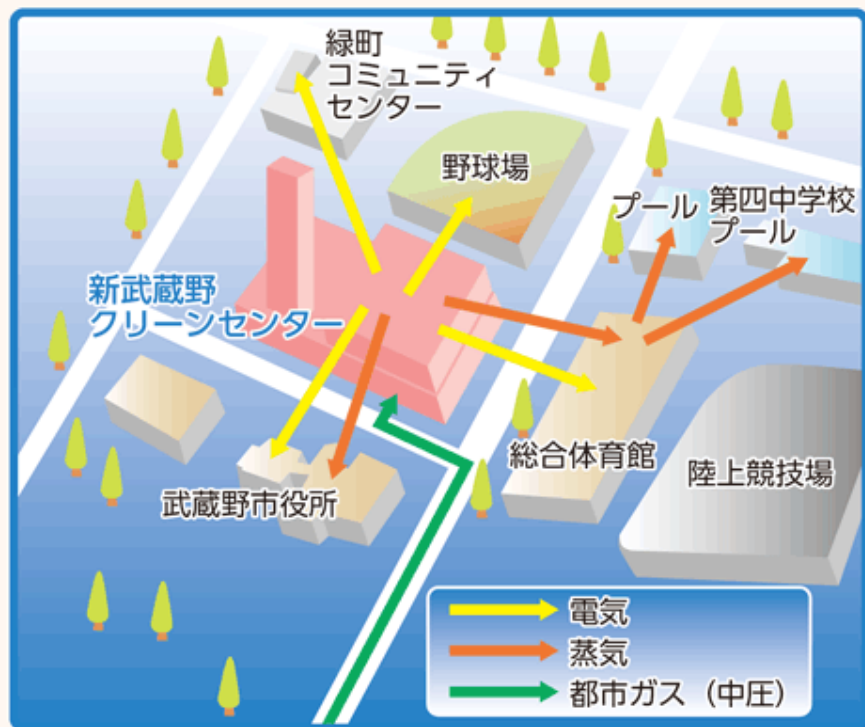 緑町
コミュニティ
センター
野球場
プール
第四中学校
プール
新武蔵野
クリーンセンター
総合体育館
陸上競技場
武蔵野市役所
電気
蒸気
都市ガス（中圧）